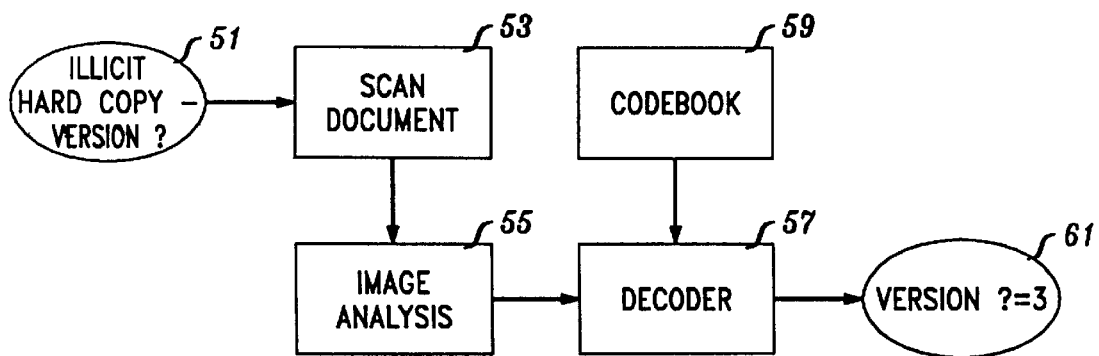 51
ILLICIT
HARD COPY –
VERSION ?
53
SCAN
DOCUMENT
59
CODEBOOK
55
IMAGE
ANALYSIS
57
DECODER
61
VERSION ?=3